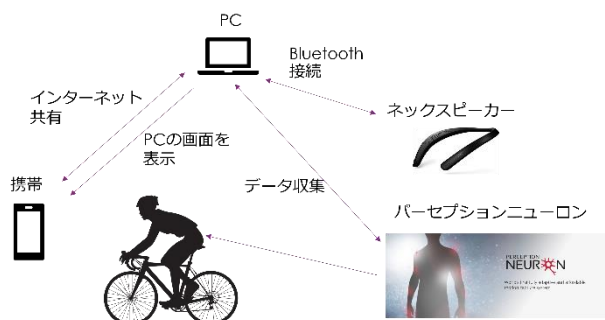 PC
Bluetooth
接続
インターネット
共有
ネックスピーカー
PCの画面を
表示
携帯
データ収集
パーセプションニューロン
PERCEPTION
NEURON